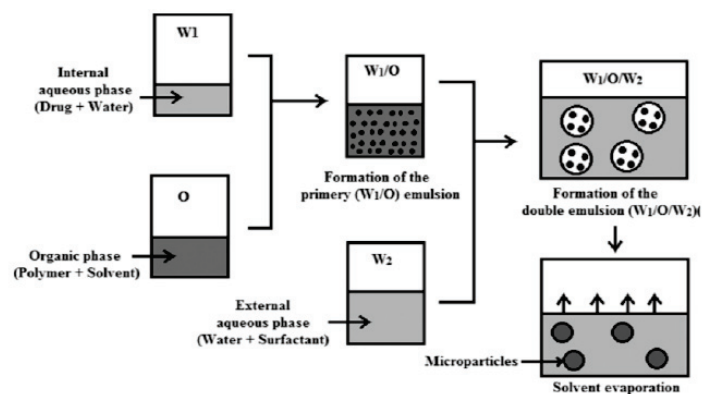 W1
Internal
aqueous phase
(Drug + Water)
O
Organic phase
(Polymer + Solvent)
W1/O
Formation of the
primery (W1/O) emulsion
W2
External
aqueous phase
(Water + Surfactant)
W1/O/W2
Formation of the
double emulsion (W1/O/W2)(
Microparticles
Solvent evaporation